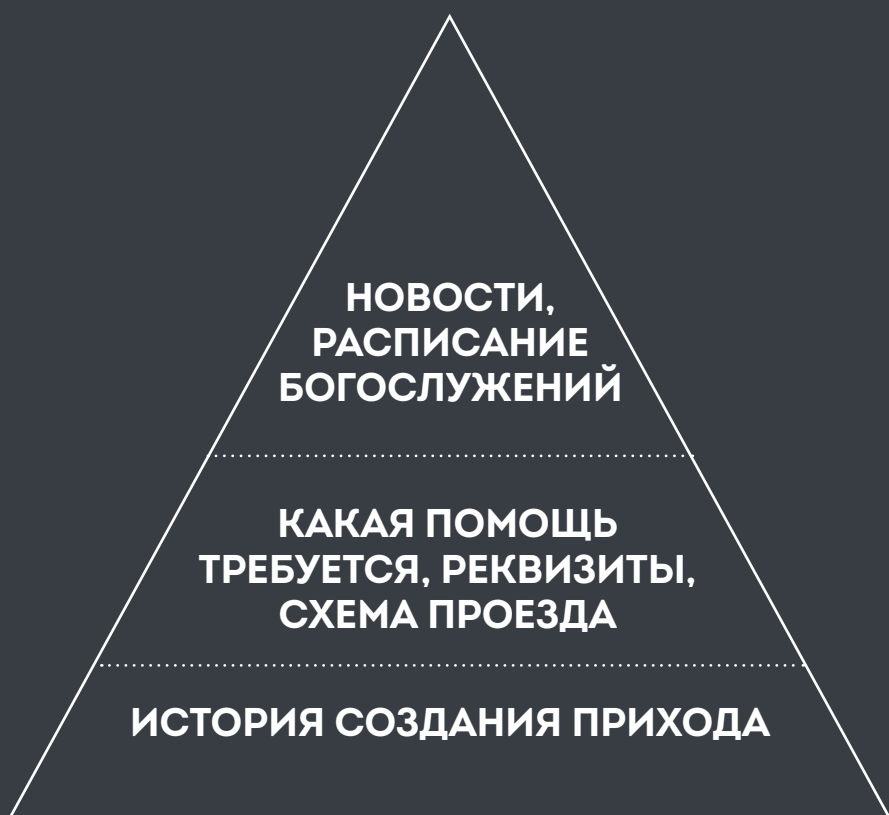 НОВОСТИ,
РАСПИСАНИЕ
БОГОСЛУЖЕНИЙ
КАКАЯ ПОМОЩЬ
ТРЕБУЕТСЯ, РЕКВИЗИТЫ,
СХЕМА ПРОЕЗДА
ИСТОРИЯ СОЗДАНИЯ ПРИХОДА